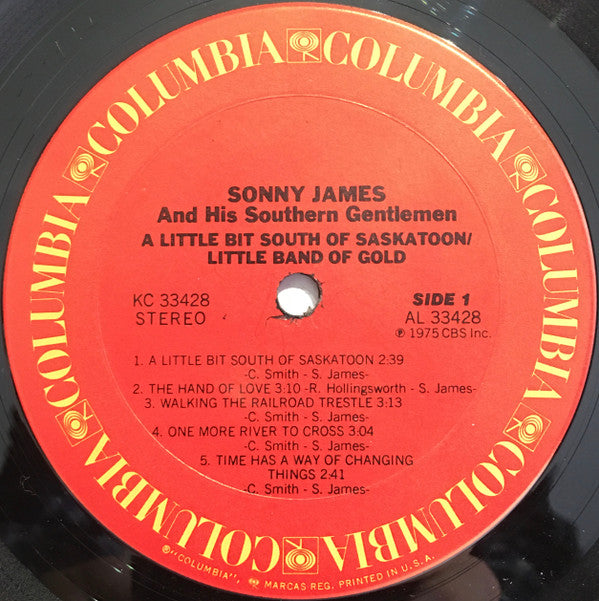 COLUMBIA COLUMBIA COLUMBIA COLUMBIA COLUMBIA COLUMBIA
SONNY JAMES
And His Southern Gentlemen
A LITTLE BIT SOUTH OF SASKATOON/
LITTLE BAND OF GOLD
KC 33428
STEREO
SIDE 1
AL 33428
℗ 1975 CBS Inc.
1. A LITTLE BIT SOUTH OF SASKATOON 2:39
-C. Smith - S. James-
2. THE HAND OF LOVE 3:10 -R. Hollingsworth - S. James-
3. WALKING THE RAILROAD TRESTLE 3:13
-C. Smith - S. James-
4. ONE MORE RIVER TO CROSS 3:04
-C. Smith - S. James-
5. TIME HAS A WAY OF CHANGING
THINGS 2:41
-C. Smith - S. James-
®"COLUMBIA", MARCAS REG. PRINTED IN U.S.A.